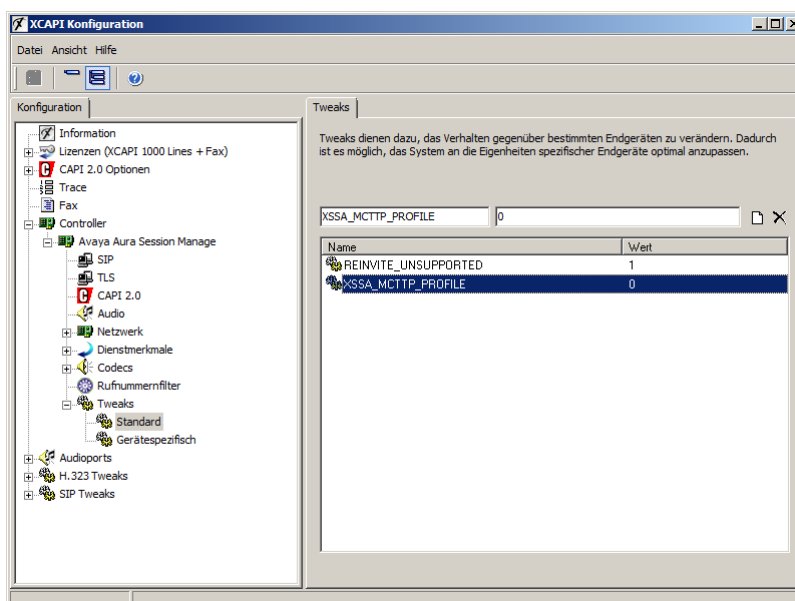 XCAPI Konfiguration
Datei Ansicht Hilfe
Konfiguration
Information
Lizenzen (XCAPI 1000 Lines + Fax)
CAPI 2.0 Optionen
Trace
Fax
Controller
Avaya Aura Session Manage
SIP
TLS
CAPI 2.0
Audio
Netzwerk
Dienstmerkmale
Codecs
Rufnummernfilter
Tweaks
Standard
Gerätespezifisch
Audioports
H.323 Tweaks
SIP Tweaks
Tweaks
Tweaks dienen dazu, das Verhalten gegenüber bestimmten Endgeräten zu verändern. Dadurch
ist es möglich, das System an die Eigenheiten spezifischer Endgeräte optimal anzupassen.
XSSA_MCTTP_PROFILE 0
Name Wert
REINVITE_UNSUPPORTED 1
XSSA_MCTTP_PROFILE 0